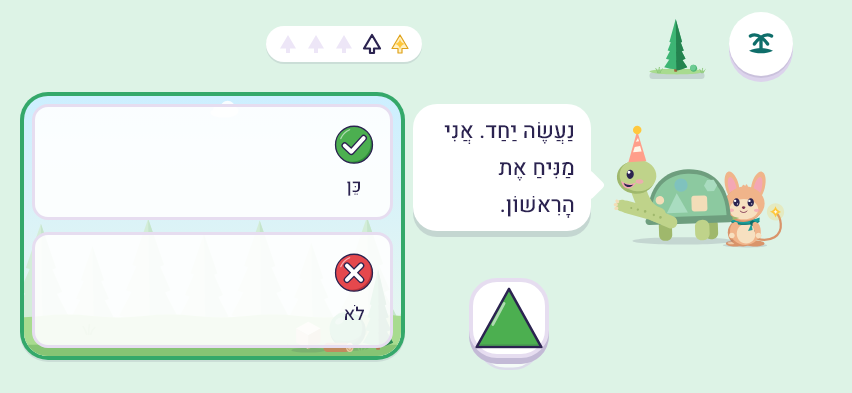 נַעֲשֶׂה יַחַד. אֲנִי
מַנִּיחַ אֶת
הָרִאשׁוֹן.
כֵּן
לֹא